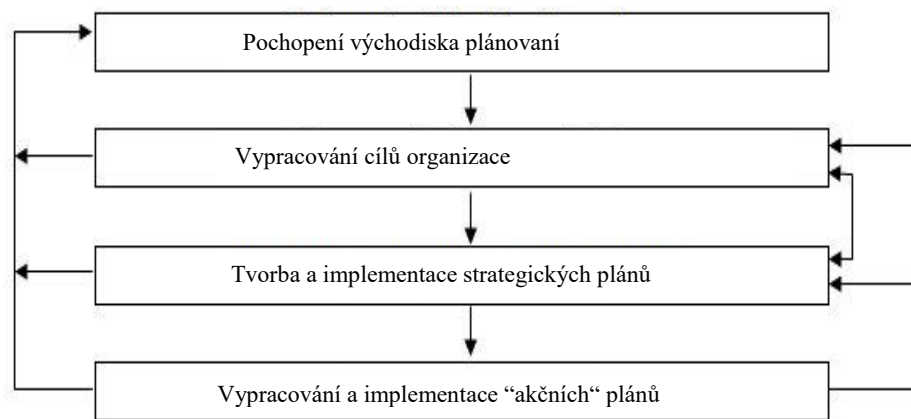 Pochopení východiska plánovaní
Vypracování cílů organizace
Tvorba a implementace strategických plánů
Vypracování a implementace “akčních“ plánů